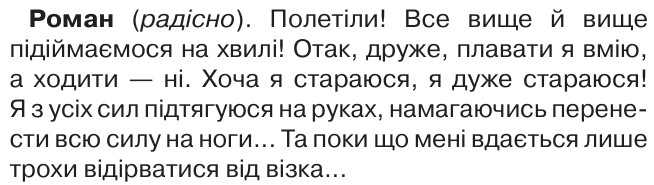 Роман (радісно). Полетіли! Все вище й вище
підіймаємося на хвилі! Отак, друже, плавати я вмію,
а ходити — ні. Хоча я стараюся, я дуже стараюся!
Я з усіх сил підтягуюся на руках, намагаючись перене-
сти всю силу на ноги... Та поки що мені вдається лише
трохи відірватися від візка...